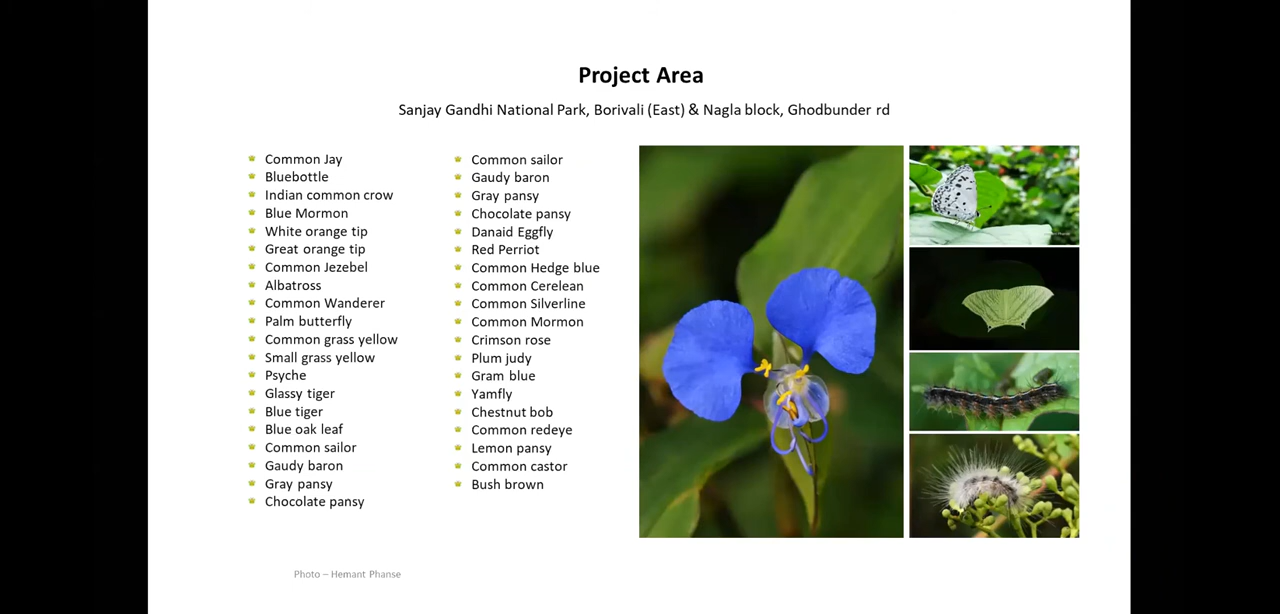 Project Area
Sanjay Gandhi National Park, Borivali (East) & Nagla block, Ghodbunder rd
Common Jay
Bluebottle
Indian common crow
Blue Mormon
White orange tip
Great orange tip
Common Jezebel
Albatross
Common Wanderer
Palm butterfly
Common grass yellow
Small grass yellow
Psyche
Glassy tiger
Blue tiger
Blue oak leaf
Common sailor
Gaudy baron
Gray pansy
Chocolate pansy
Common sailor
Gaudy baron
Gray pansy
Chocolate pansy
Danaid Eggfly
Red Perriot
Common Hedge blue
Common Cerelean
Common Silverline
Common Mormon
Crimson rose
Plum judy
Gram blue
Yamfly
Chestnut bob
Common redeye
Lemon pansy
Common castor
Bush brown
Photo – Hemant Phanse